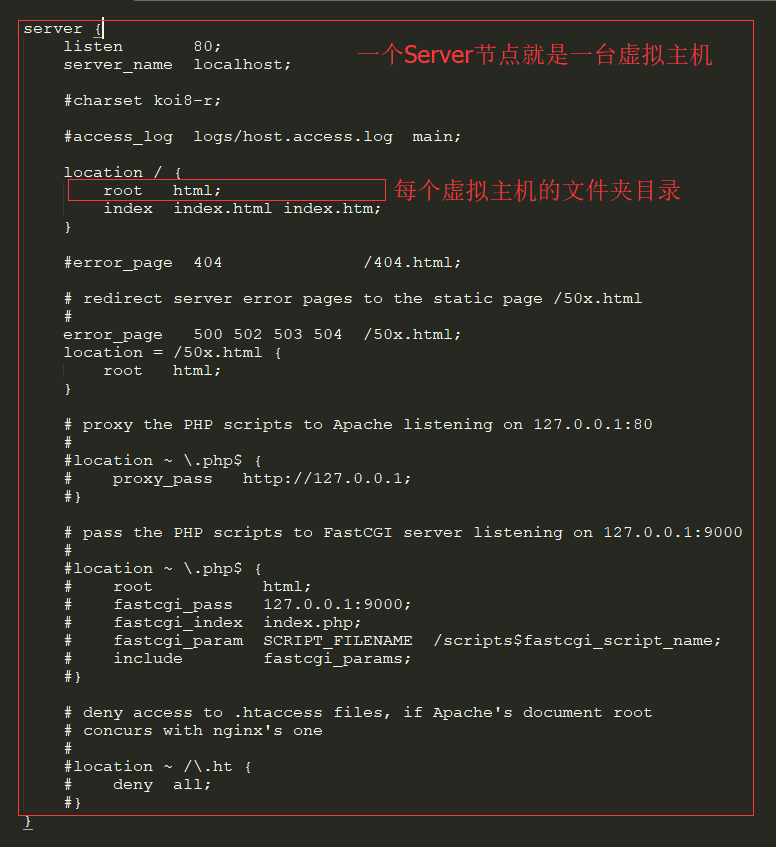 server {
    listen       80;
一个Server节点就是一台虚拟主机
    server_name  localhost;

    #charset koi8-r;

    #access_log  logs/host.access.log  main;

    location / {
        root   html;
每个虚拟主机的文件夹目录
        index  index.html index.htm;
    }

    #error_page  404              /404.html;

    # redirect server error pages to the static page /50x.html
    #
    error_page   500 502 503 504  /50x.html;
    location = /50x.html {
        root   html;
    }

    # proxy the PHP scripts to Apache listening on 127.0.0.1:80
    #
    #location ~ \.php$ {
    #    proxy_pass   http://127.0.0.1;
    #}

    # pass the PHP scripts to FastCGI server listening on 127.0.0.1:9000
    #
    #location ~ \.php$ {
    #    root           html;
    #    fastcgi_pass   127.0.0.1:9000;
    #    fastcgi_index  index.php;
    #    fastcgi_param  SCRIPT_FILENAME  /scripts$fastcgi_script_name;
    #    include        fastcgi_params;
    #}

    # deny access to .htaccess files, if Apache's document root
    # concurs with nginx's one
    #
    #location ~ /\.ht {
    #    deny  all;
    #}
}